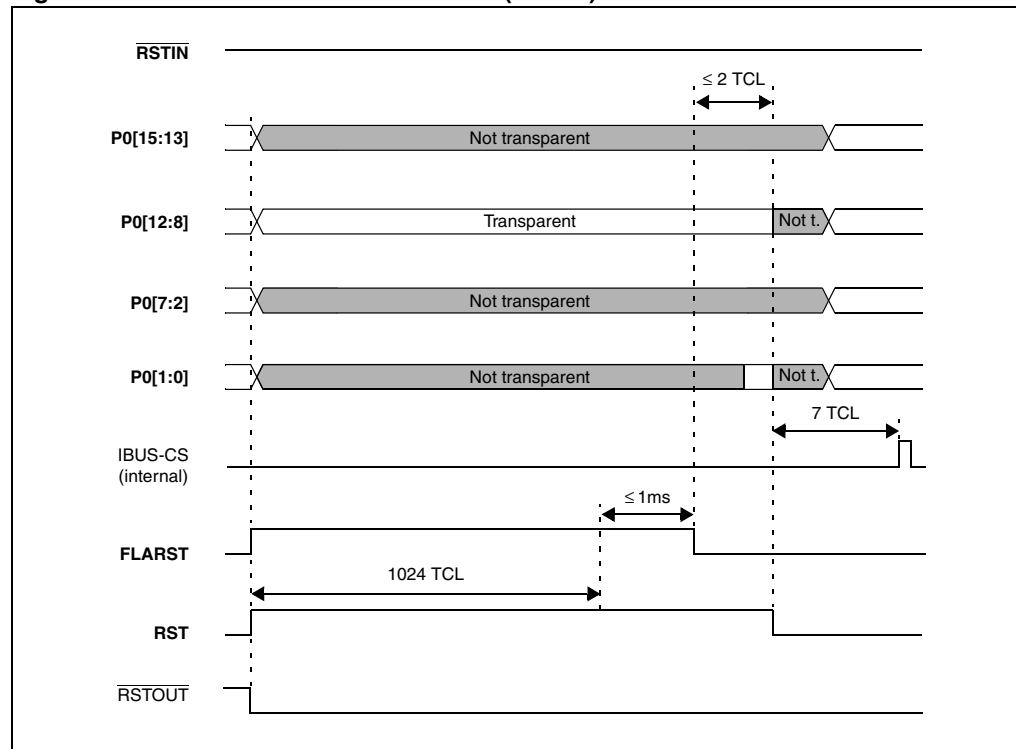 RSTIN
≤ 2 TCL
P0[15:13]
Not transparent
P0[12:8]
Transparent
Not t.
P0[7:2]
Not transparent
P0[1:0]
Not transparent
Not t.
7 TCL
IBUS-CS
(internal)
≤ 1ms
FLARST
1024 TCL
RST
RSTOUT